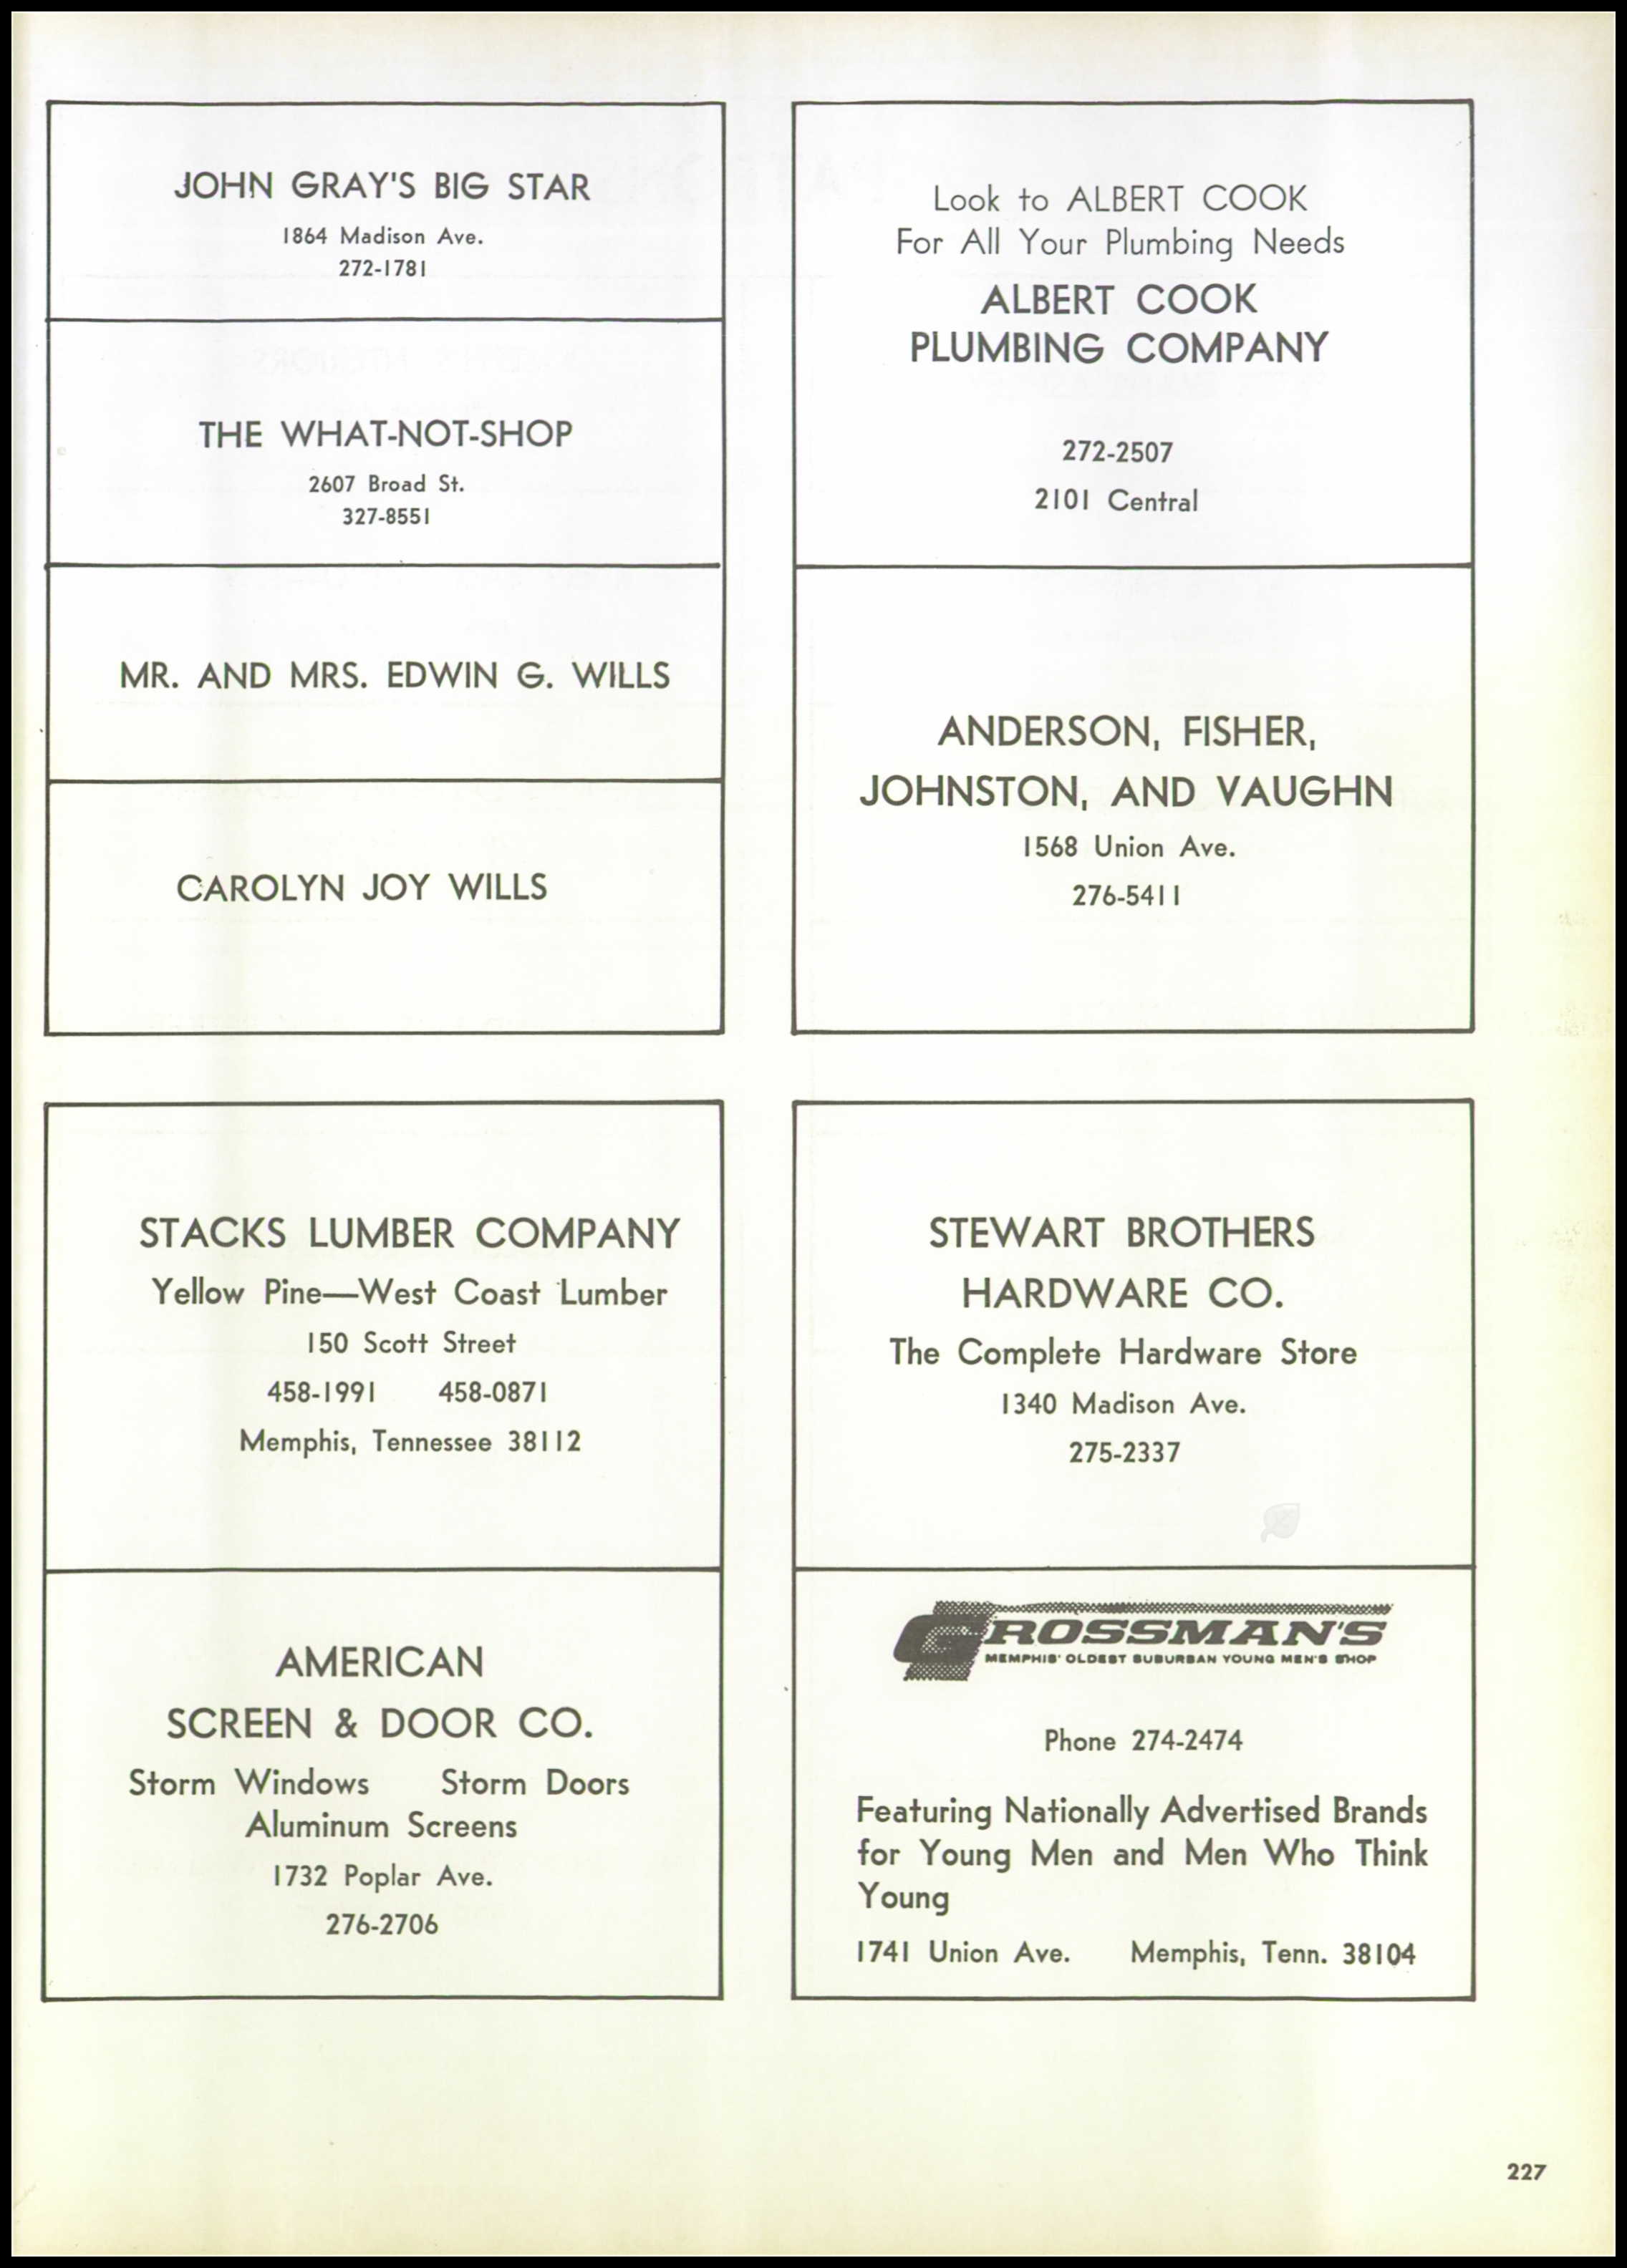 JOHN GRAY'S BIG STAR
1864 Madison Ave.
272-1781
THE WHAT-NOT-SHOP
2607 Broad St.
327-8551
MR. AND MRS. EDWIN G. WILLS
CAROLYN JOY WILLS
Look to ALBERT COOK
For All Your Plumbing Needs
ALBERT COOK
PLUMBING COMPANY
272-2507
2101 Central
ANDERSON, FISHER,
JOHNSTON, AND VAUGHN
1568 Union Ave.
276-5411
STACKS LUMBER COMPANY
Yellow Pine—West Coast Lumber
150 Scott Street
458-1991 458-0871
Memphis, Tennessee 38112
AMERICAN
SCREEN & DOOR CO.
Storm Windows Storm Doors
Aluminum Screens
1732 Poplar Ave.
276-2706
STEWART BROTHERS
HARDWARE CO.
The Complete Hardware Store
1340 Madison Ave.
275-2337
GROSSMAN'S
MEMPHIS' OLDEST SUBURBAN YOUNG MEN'S SHOP
Phone 274-2474
Featuring Nationally Advertised Brands
for Young Men and Men Who Think
Young
1741 Union Ave. Memphis, Tenn. 38104
227